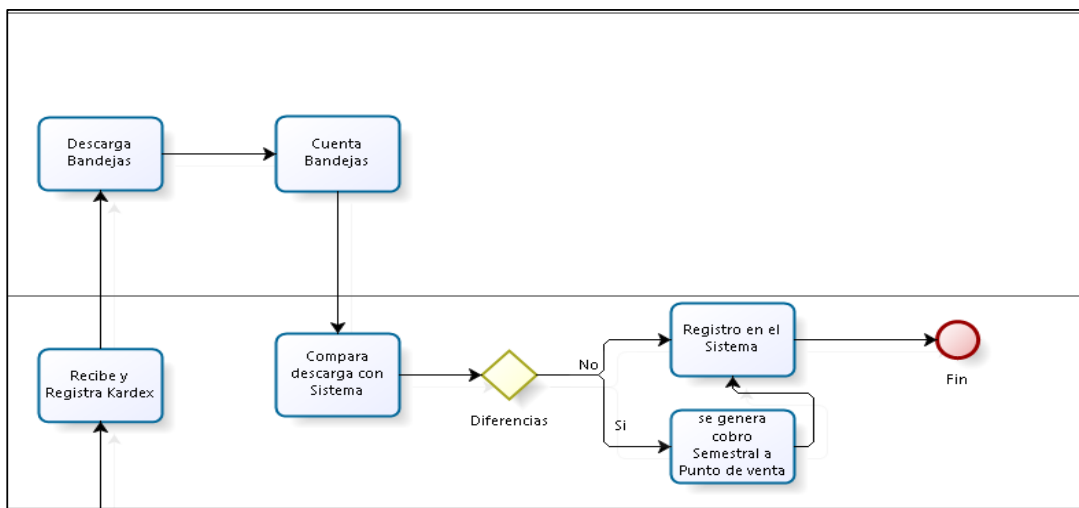 Descarga
Bandejas
Cuenta
Bandejas
Recibe y
Registra Kardex
Compara
descarga con
Sistema
Diferencias
No
Si
Registro en el
Sistema
se genera
cobro
Semestral a
Punto de venta
Fin